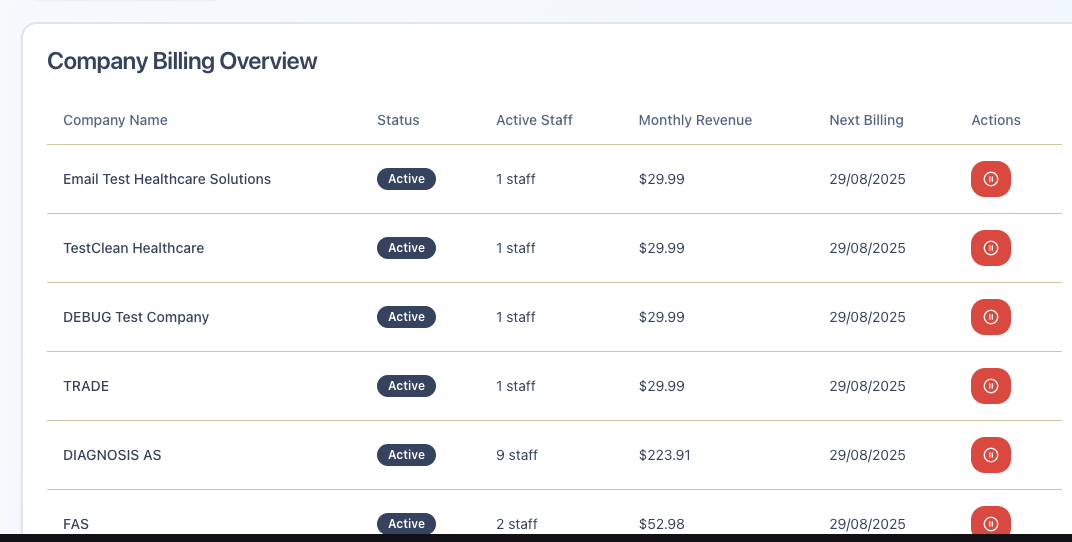 Company Billing Overview
Company Name Status Active Staff Monthly Revenue Next Billing Actions
Email Test Healthcare Solutions Active 1 staff $29.99 29/08/2025
TestClean Healthcare Active 1 staff $29.99 29/08/2025
DEBUG Test Company Active 1 staff $29.99 29/08/2025
TRADE Active 1 staff $29.99 29/08/2025
DIAGNOSIS AS Active 9 staff $223.91 29/08/2025
FAS Active 2 staff $52.98 29/08/2025